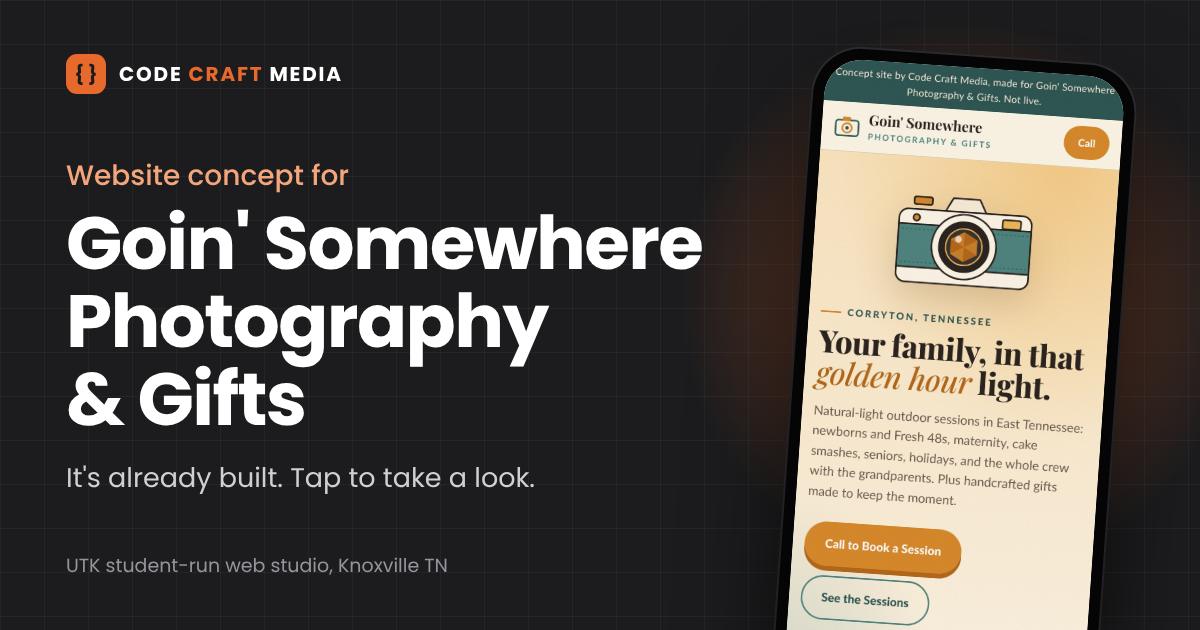 { } CODE CRAFT MEDIA
Website concept for
Goin' Somewhere
Photography
& Gifts
It's already built. Tap to take a look.
UTK student-run web studio, Knoxville TN
Concept site by Code Craft Media, made for Goin' Somewhere
Photography & Gifts. Not live.
Goin' Somewhere
PHOTOGRAPHY & GIFTS
Call
CORRYTON, TENNESSEE
Your family, in that
golden hour light.
Natural-light outdoor sessions in East Tennessee:
newborns and Fresh 48s, maternity, cake
smashes, seniors, holidays, and the whole crew
with the grandparents. Plus handcrafted gifts
made to keep the moment.
Call to Book a Session
See the Sessions